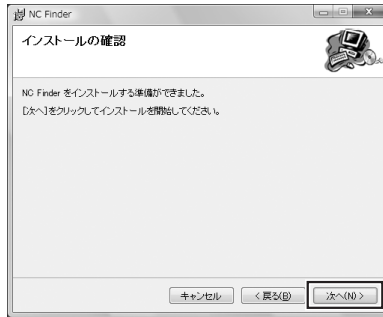 NC Finder
インストールの確認
NC Finder をインストールする準備ができました。
[次へ]をクリックしてインストールを開始してください。
キャンセル
< 戻る(B)
次へ(N) >